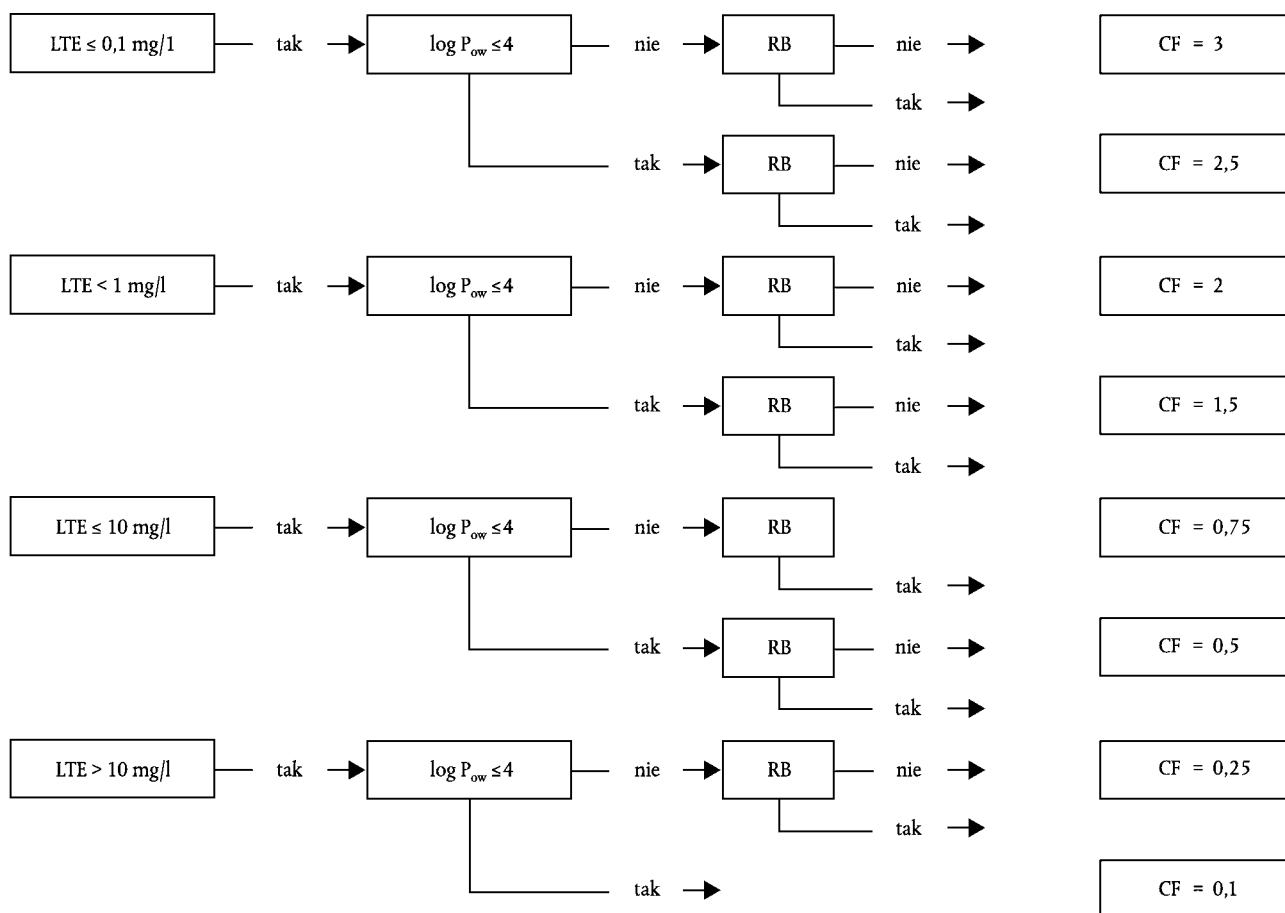 LTE ≤ 0,1 mg/1 tak log Pow ≤4 nie RB nie CF = 3
tak
tak RB nie CF = 2,5
tak
LTE < 1 mg/l tak log Pow ≤4 nie RB nie CF = 2
tak
tak RB nie CF = 1,5
tak
LTE ≤ 10 mg/l tak log Pow ≤4 nie RB CF = 0,75
tak
tak RB nie CF = 0,5
tak
LTE > 10 mg/l tak log Pow ≤4 nie RB nie CF = 0,25
tak
tak CF = 0,1